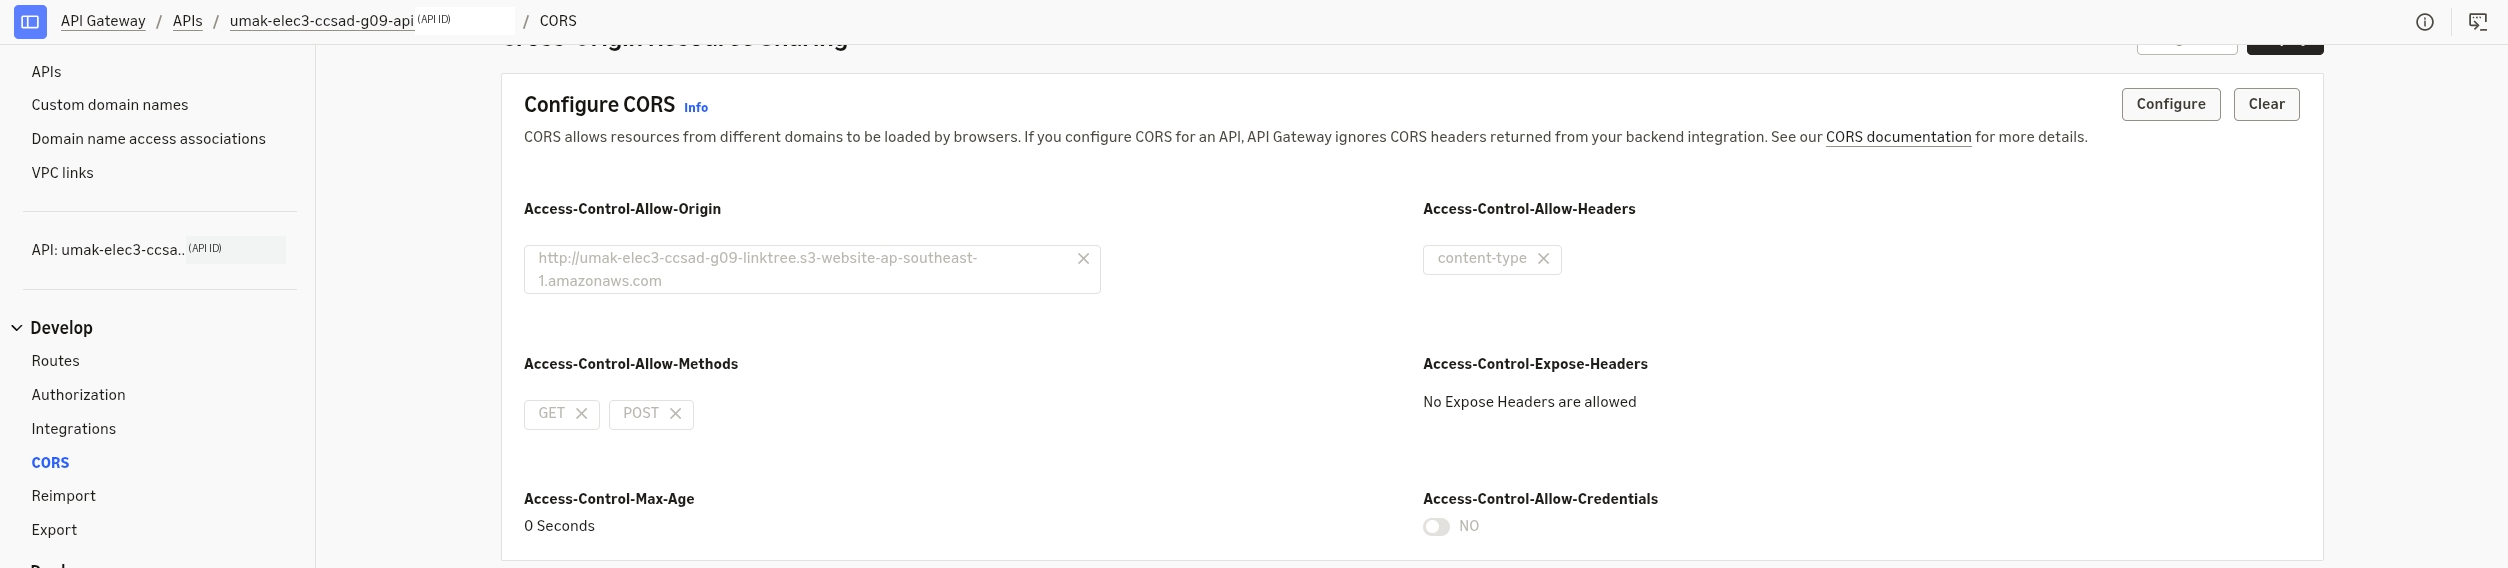 API Gateway / APIs / umak-elec3-ccsad-g09-api (API ID) / CORS
APIs
Custom domain names
Domain name access associations
VPC links
API: umak-elec3-ccsa.. (API ID)
Develop
Routes
Authorization
Integrations
CORS
Reimport
Export
Configure CORS Info
Configure
Clear
CORS allows resources from different domains to be loaded by browsers. If you configure CORS for an API, API Gateway ignores CORS headers returned from your backend integration. See our CORS documentation for more details.
Access-Control-Allow-Origin
http://umak-elec3-ccsad-g09-linktree.s3-website-ap-southeast-
1.amazonaws.com
Access-Control-Allow-Headers
content-type
Access-Control-Allow-Methods
GET
POST
Access-Control-Expose-Headers
No Expose Headers are allowed
Access-Control-Max-Age
0 Seconds
Access-Control-Allow-Credentials
NO